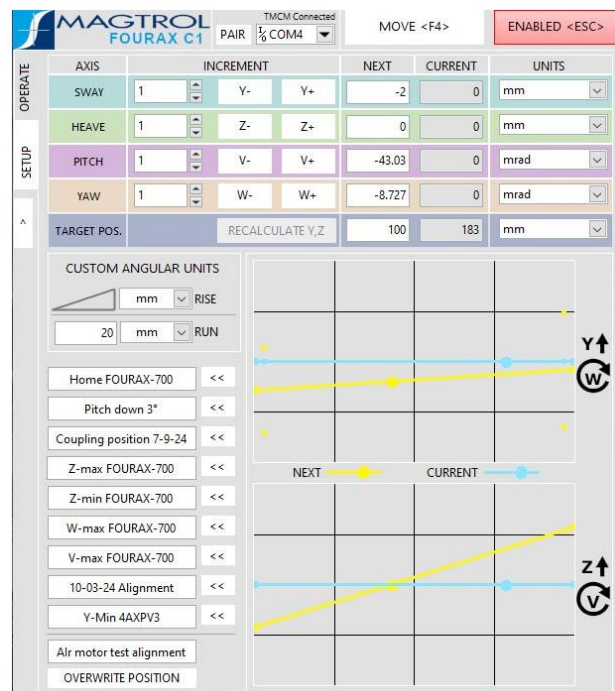 MAGTROL
FOURAX C1
PAIR
TMCM Connected
COM4
MOVE <F4>
ENABLED <ESC>
OPERATE
SETUP
^
AXIS INCREMENT NEXT CURRENT UNITS
SWAY 1 Y- Y+ -2 0 mm
HEAVE 1 Z- Z+ 0 0 mm
PITCH 1 V- V+ -43.03 0 mrad
YAW 1 W- W+ -8.727 0 mrad
TARGET POS. RECALCULATE Y,Z 100 183 mm
CUSTOM ANGULAR UNITS
mm RISE
20 mm RUN
Home FOURAX-700 <<
Pitch down 3° <<
Coupling position 7-9-24 <<
Z-max FOURAX-700 <<
Z-min FOURAX-700 <<
W-max FOURAX-700 <<
V-max FOURAX-700 <<
10-03-24 Alignment <<
Y-Min 4AXPV3 <<
AIr motor test alignment
OVERWRITE POSITION
Y
W
NEXT CURRENT
Z
V